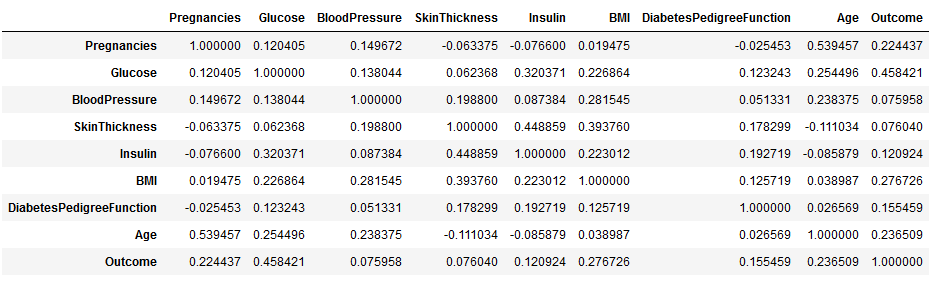 Pregnancies Glucose BloodPressure SkinThickness Insulin BMI DiabetesPedigreeFunction Age Outcome
Pregnancies 1.000000 0.120405 0.149672 -0.063375 -0.076600 0.019475 -0.025453 0.539457 0.224437
Glucose 0.120405 1.000000 0.138044 0.062368 0.320371 0.226864 0.123243 0.254496 0.458421
BloodPressure 0.149672 0.138044 1.000000 0.198800 0.087384 0.281545 0.051331 0.238375 0.075958
SkinThickness -0.063375 0.062368 0.198800 1.000000 0.448859 0.393760 0.178299 -0.111034 0.076040
Insulin -0.076600 0.320371 0.087384 0.448859 1.000000 0.223012 0.192719 -0.085879 0.120924
BMI 0.019475 0.226864 0.281545 0.393760 0.223012 1.000000 0.125719 0.038987 0.276726
DiabetesPedigreeFunction -0.025453 0.123243 0.051331 0.178299 0.192719 0.125719 1.000000 0.026569 0.155459
Age 0.539457 0.254496 0.238375 -0.111034 -0.085879 0.038987 0.026569 1.000000 0.236509
Outcome 0.224437 0.458421 0.075958 0.076040 0.120924 0.276726 0.155459 0.236509 1.000000